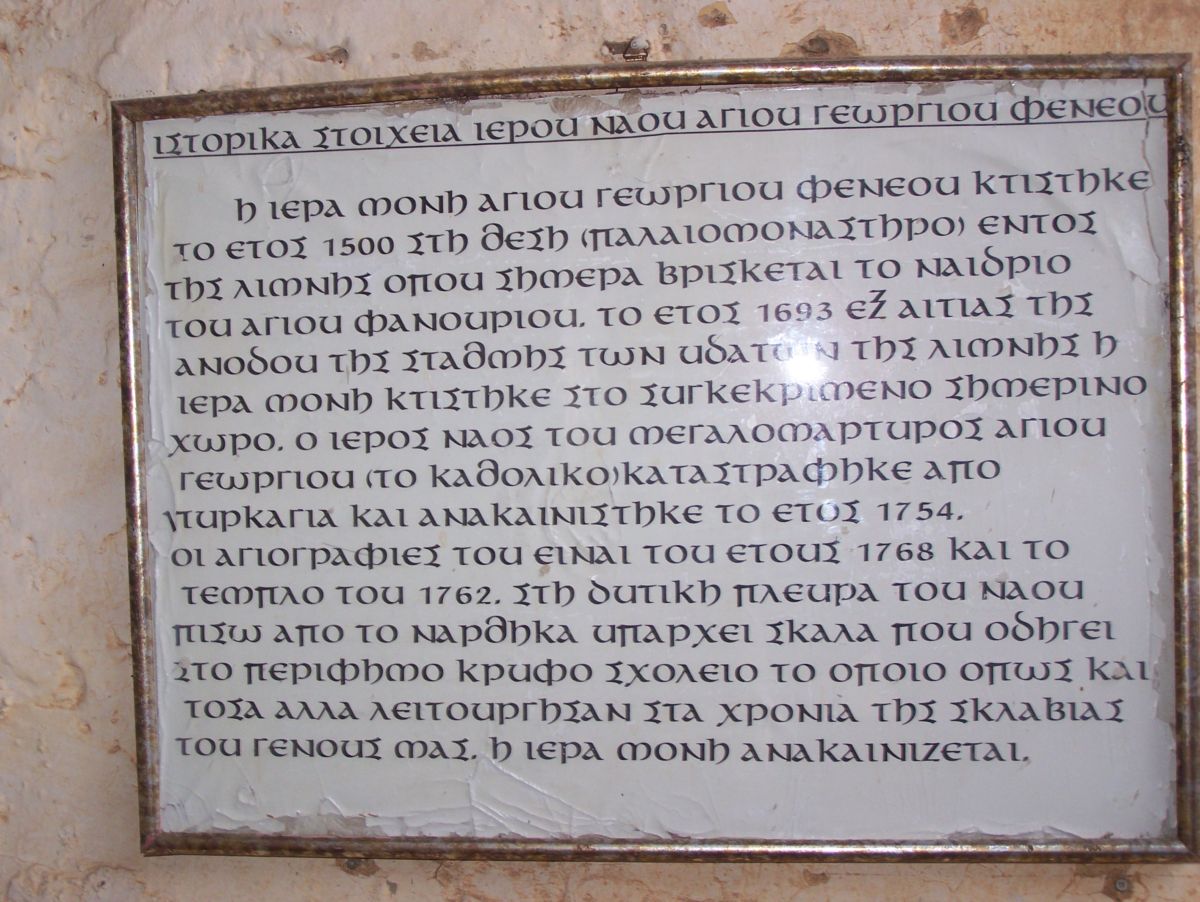 ΙΣΤΟΡΙΚΑ ΣΤΟΙΧΕΙΑ ΙΕΡΟΥ ΝΑΟΥ ΑΓΙΟΥ ΓΕΩΡΓΙΟΥ ΦΕΝΕΟΥ
Η ΙΕΡΑ ΜΟΝΗ ΑΓΙΟΥ ΓΕΩΡΓΙΟΥ ΦΕΝΕΟΥ ΚΤΙΣΤΗΚΕ
ΤΟ ΕΤΟΣ 1500 ΣΤΗ ΘΕΣΗ (ΠΑΛΑΙΟΜΟΝΑΣΤΗΡΟ) ΕΝΤΟΣ
ΤΗΣ ΛΙΜΝΗΣ ΟΠΟΥ ΣΗΜΕΡΑ ΒΡΙΣΚΕΤΑΙ ΤΟ ΝΑΙΔΡΙΟ
ΤΟΥ ΑΓΙΟΥ ΦΑΝΟΥΡΙΟΥ. ΤΟ ΕΤΟΣ 1693 ΕΞ ΑΙΤΙΑΣ ΤΗΣ
ΑΝΟΔΟΥ ΤΗΣ ΣΤΑΘΜΗΣ ΤΩΝ ΥΔΑΤΩΝ ΤΗΣ ΛΙΜΝΗΣ Η
ΙΕΡΑ ΜΟΝΗ ΚΤΙΣΤΗΚΕ ΣΤΟ ΣΥΓΚΕΚΡΙΜΕΝΟ ΣΗΜΕΡΙΝΟ
ΧΩΡΟ. Ο ΙΕΡΟΣ ΝΑΟΣ ΤΟΥ ΜΕΓΑΛΟΜΑΡΤΥΡΟΣ ΑΓΙΟΥ
ΓΕΩΡΓΙΟΥ (ΤΟ ΚΑΘΟΛΙΚΟ)ΚΑΤΑΣΤΡΑΦΗΚΕ ΑΠΟ
ΠΥΡΚΑΓΙΑ ΚΑΙ ΑΝΑΚΑΙΝΙΣΤΗΚΕ ΤΟ ΕΤΟΣ 1754.
ΟΙ ΑΓΙΟΓΡΑΦΙΕΣ ΤΟΥ ΕΙΝΑΙ ΤΟΥ ΕΤΟΥΣ 1768 ΚΑΙ ΤΟ
ΤΕΜΠΛΟ ΤΟΥ 1762. ΣΤΗ ΔΥΤΙΚΗ ΠΛΕΥΡΑ ΤΟΥ ΝΑΟΥ
ΠΙΣΩ ΑΠΟ ΤΟ ΝΑΡΘΗΚΑ ΥΠΑΡΧΕΙ ΣΚΑΛΑ ΠΟΥ ΟΔΗΓΕΙ
ΣΤΟ ΠΕΡΙΦΗΜΟ ΚΡΥΦΟ ΣΧΟΛΕΙΟ ΤΟ ΟΠΟΙΟ ΟΠΩΣ ΚΑΙ
ΤΟΣΑ ΑΛΛΑ ΛΕΙΤΟΥΡΓΗΣΑΝ ΣΤΑ ΧΡΟΝΙΑ ΤΗΣ ΣΚΛΑΒΙΑΣ
ΤΟΥ ΓΕΝΟΥΣ ΜΑΣ. Η ΙΕΡΑ ΜΟΝΗ ΑΝΑΚΑΙΝΙΖΕΤΑΙ.